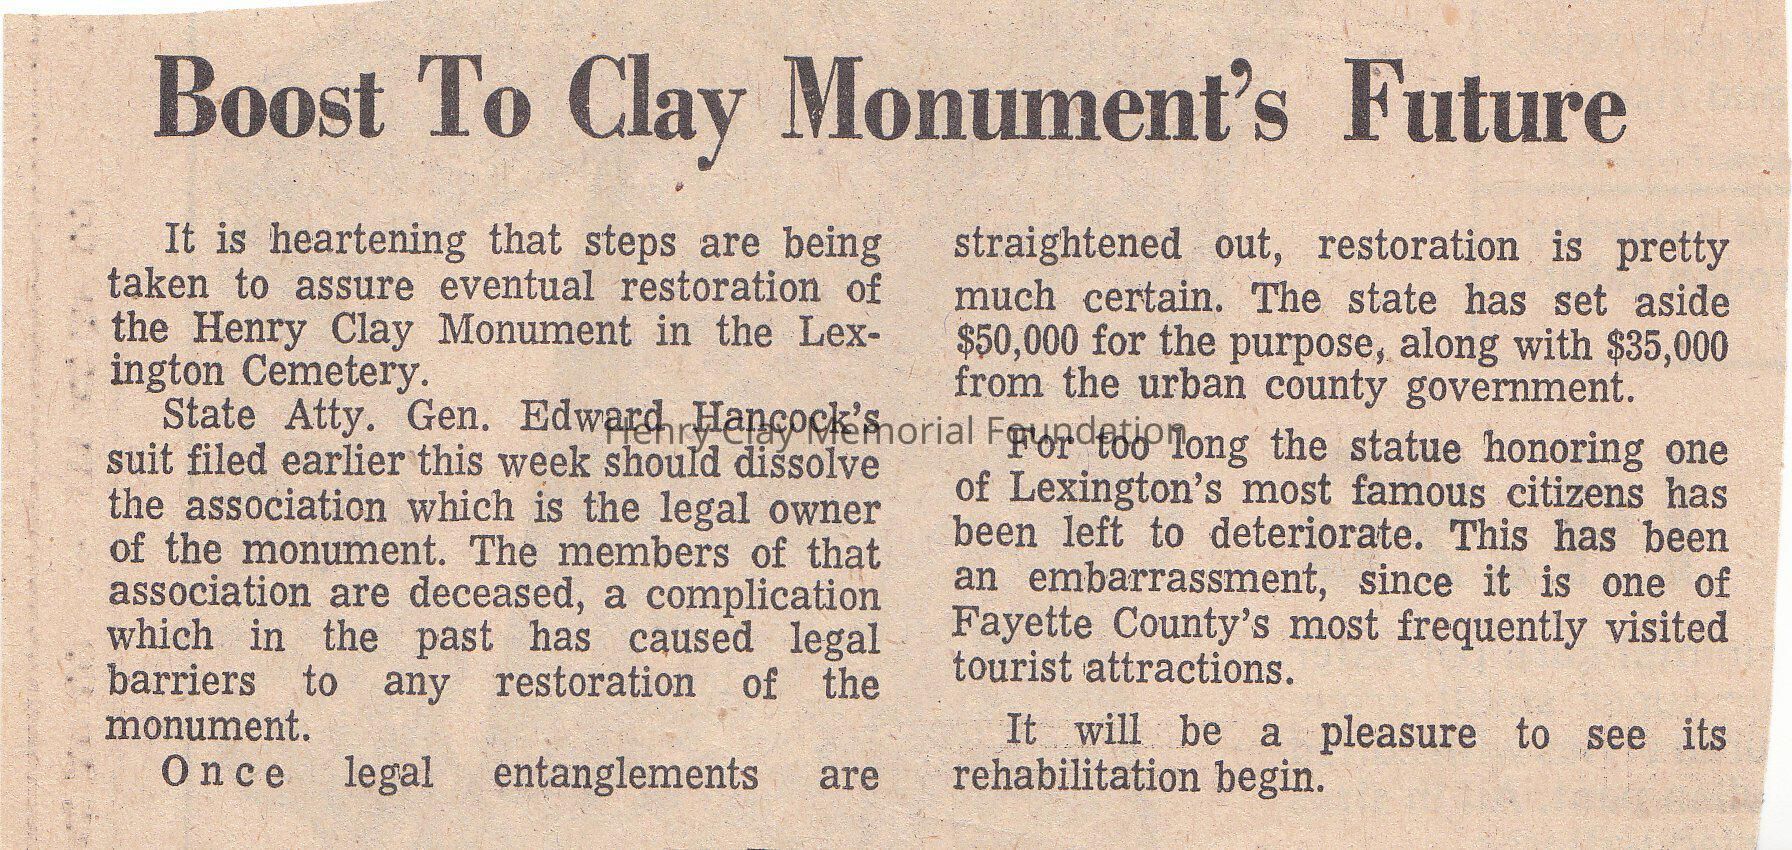 Boost To Clay Monument's Future
It is heartening that steps are being
taken to assure eventual restoration of
the Henry Clay Monument in the Lex-
ington Cemetery.
State Atty. Gen. Edward Hancock's
suit filed earlier this week should dissolve
the association which is the legal owner
of the monument. The members of that
association are deceased, a complication
which in the past has caused legal
barriers to any restoration of the
monument.
Once legal entanglements are
straightened out, restoration is pretty
much certain. The state has set aside
$50,000 for the purpose, along with $35,000
from the urban county government.
For too long the statue honoring one
of Lexington's most famous citizens has
been left to deteriorate. This has been
an embarrassment, since it is one of
Fayette County's most frequently visited
tourist attractions.
It will be a pleasure to see its
rehabilitation begin.
Henry Clay Memorial Foundation